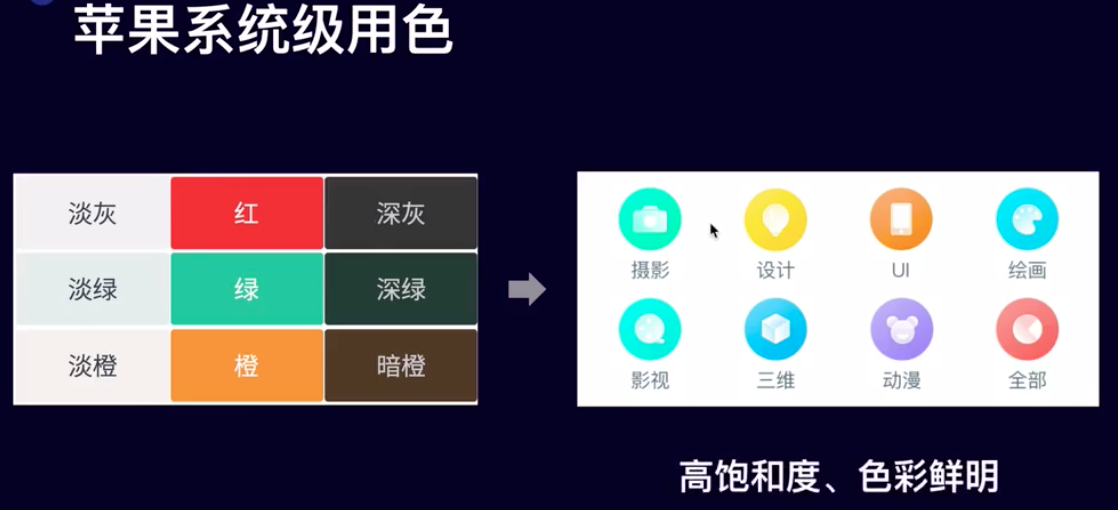 苹果系统级用色
淡灰 红 深灰
淡绿 绿 深绿
淡橙 橙 暗橙
摄影 设计 UI 绘画
影视 三维 动漫 全部
高饱和度、色彩鲜明